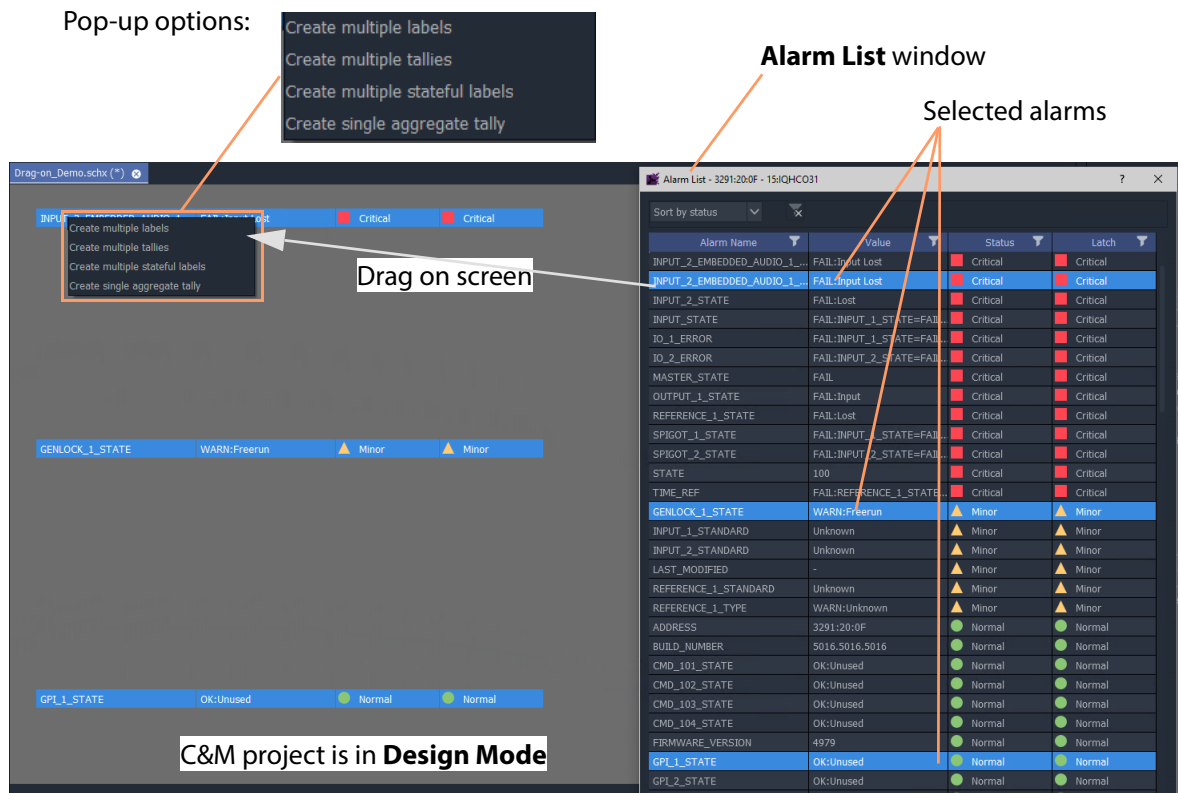 Pop-up options:
Create multiple labels
Create multiple tallies
Create multiple stateful labels
Create single aggregate tally
Alarm List window
Selected alarms
Drag-on_Demo.schx (*)
INPUT_2_EMBEDDED_AUDIO_1_... FAIL:Input Lost Critical Critical
Create multiple labels
Create multiple tallies
Create multiple stateful labels
Create single aggregate tally
Drag on screen
GENLOCK_1_STATE WARN:Freerun Minor Minor
GPI_1_STATE OK:Unused Normal Normal
C&M project is in Design Mode
Alarm List - 3291:20:0F - 15:IQHCO31 ?
Sort by status
Alarm Name Value Status Latch
INPUT_2_EMBEDDED_AUDIO_1_... FAIL:Input Lost Critical Critical
INPUT_2_EMBEDDED_AUDIO_1_... FAIL:Input Lost Critical Critical
INPUT_2_STATE FAIL:Lost Critical Critical
INPUT_STATE FAIL:INPUT_1_STATE=FAIL... Critical Critical
IO_1_ERROR FAIL:INPUT_1_STATE=FAIL... Critical Critical
IO_2_ERROR FAIL:INPUT_2_STATE=FAIL... Critical Critical
MASTER_STATE FAIL Critical Critical
OUTPUT_1_STATE FAIL:Input Critical Critical
REFERENCE_1_STATE FAIL:Lost Critical Critical
SPIGOT_1_STATE FAIL:INPUT_1_STATE=FAIL... Critical Critical
SPIGOT_2_STATE FAIL:INPUT_2_STATE=FAIL... Critical Critical
STATE 100 Critical Critical
TIME_REF FAIL:REFERENCE_1_STATE... Critical Critical
GENLOCK_1_STATE WARN:Freerun Minor Minor
INPUT_1_STANDARD Unknown Minor Minor
INPUT_2_STANDARD Unknown Minor Minor
LAST_MODIFIED - Minor Minor
REFERENCE_1_STANDARD Unknown Minor Minor
REFERENCE_1_TYPE WARN:Unknown Minor Minor
ADDRESS 3291:20:0F Normal Normal
BUILD_NUMBER 5016.5016.5016 Normal Normal
CMD_101_STATE OK:Unused Normal Normal
CMD_102_STATE OK:Unused Normal Normal
CMD_103_STATE OK:Unused Normal Normal
CMD_104_STATE OK:Unused Normal Normal
FIRMWARE_VERSION 4979 Normal Normal
GPI_1_STATE OK:Unused Normal Normal
GPI_2_STATE OK:Unused Normal Normal